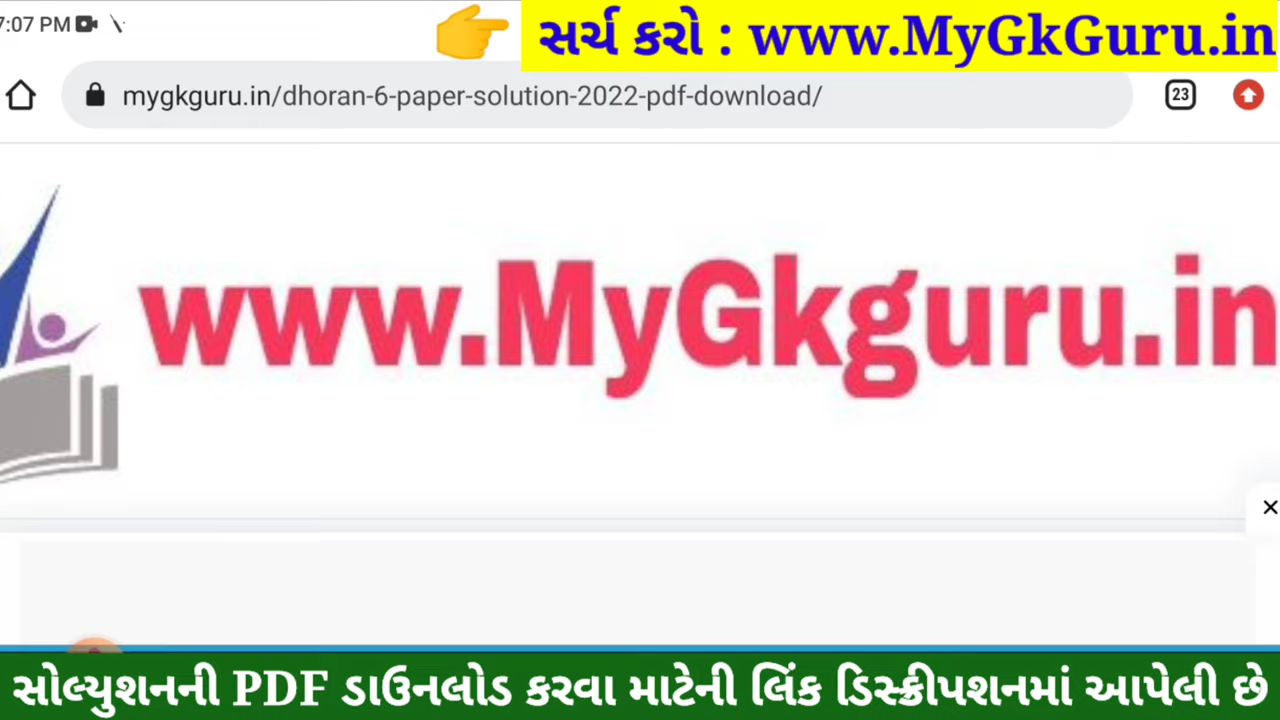 7:07 PM
👉 સર્ચ કરો : www.MyGkGuru.in
mygkguru.in/dhoran-6-paper-solution-2022-pdf-download/
23
www.MyGkguru.in
સોલ્યુશનની PDF ડાઉનલોડ કરવા માટેની લિંક ડિસ્ક્રીપશનમાં આપેલી છે